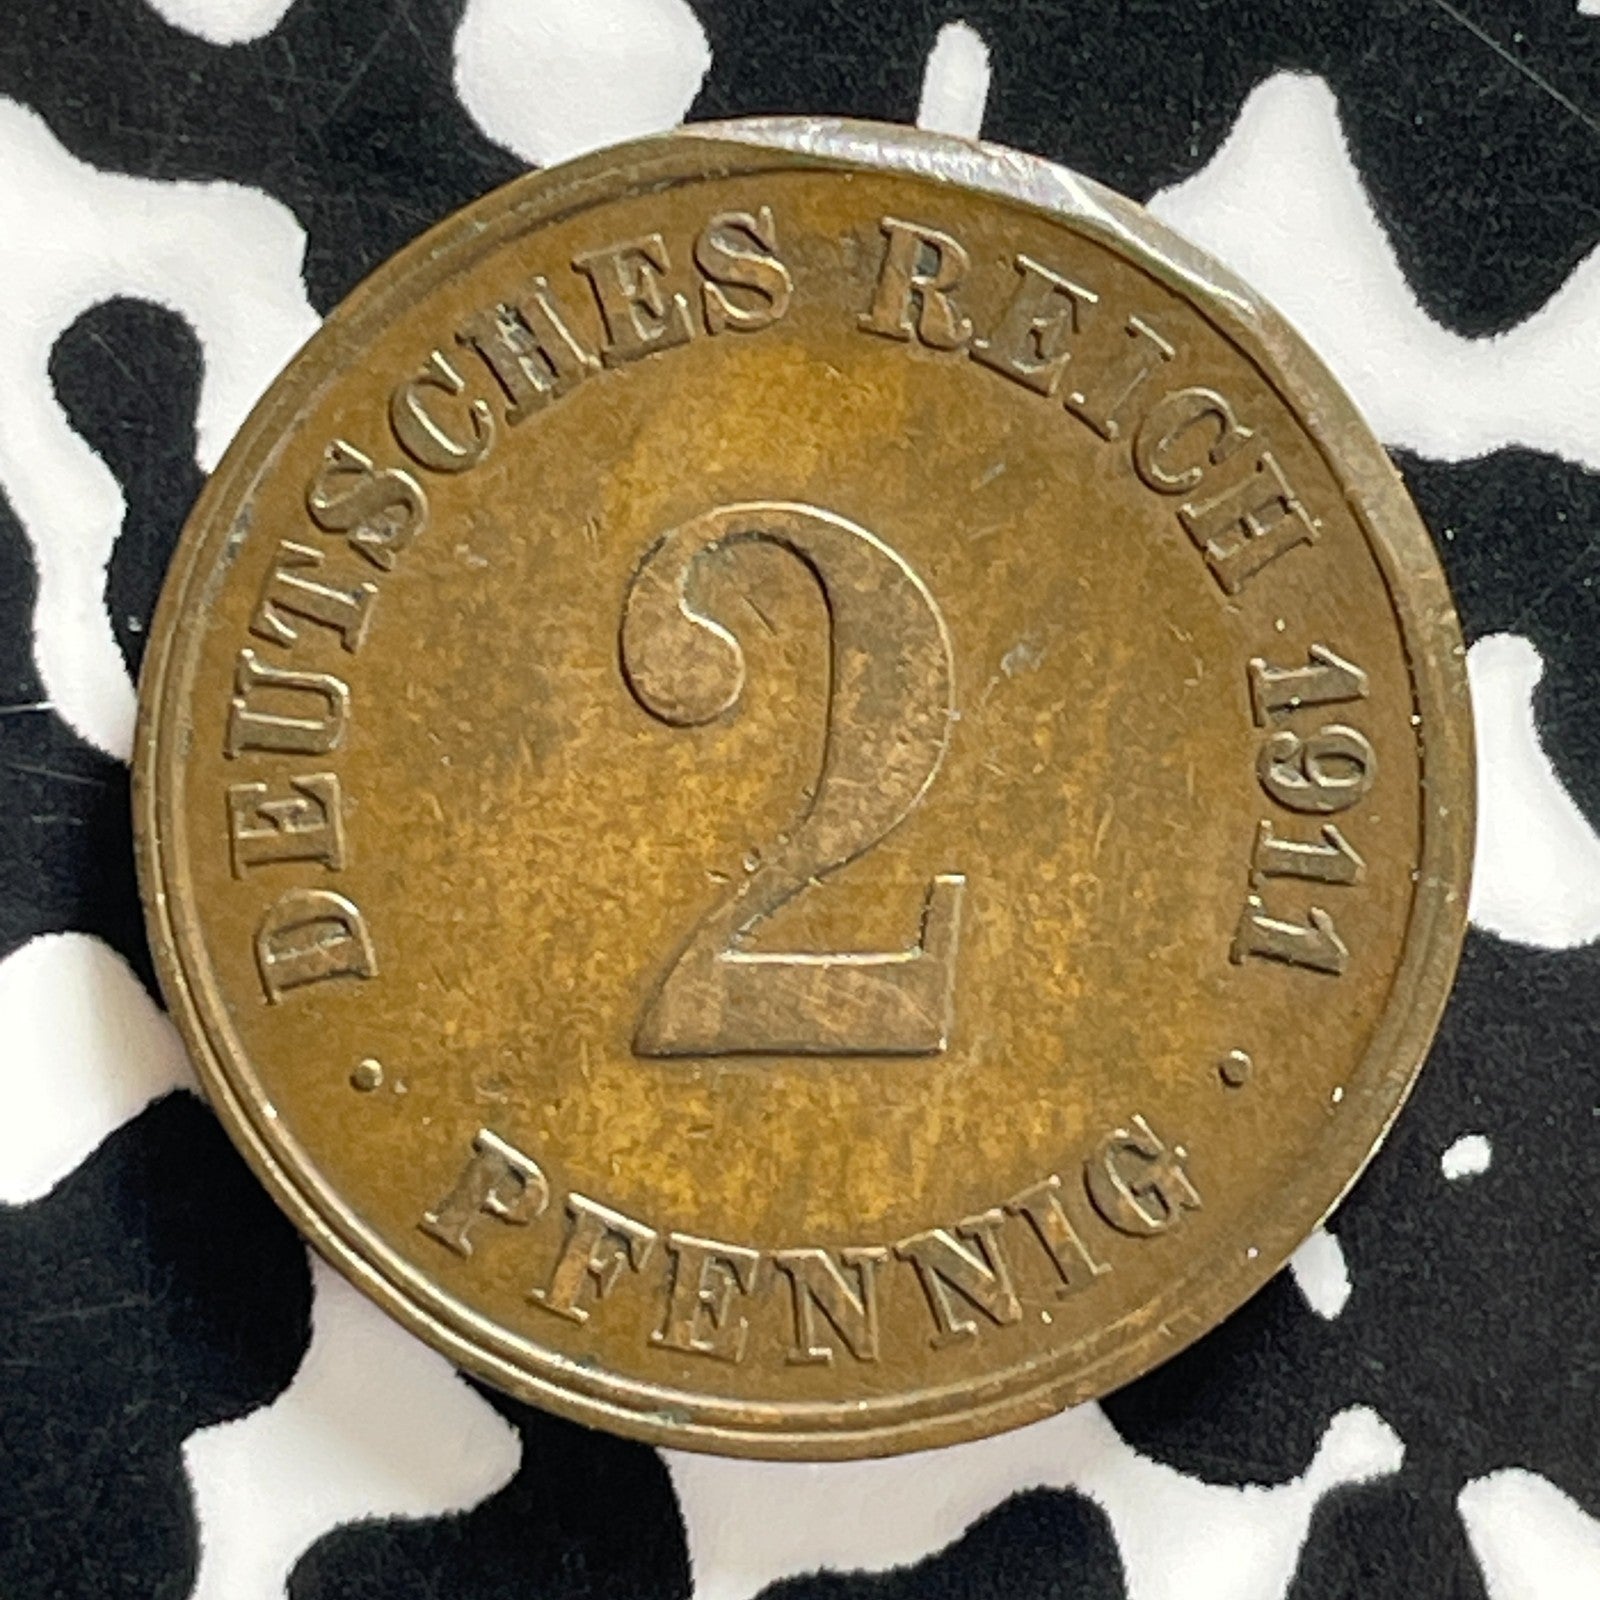 DEUTSCHES REICH · 1911
2
· PFENNIG ·